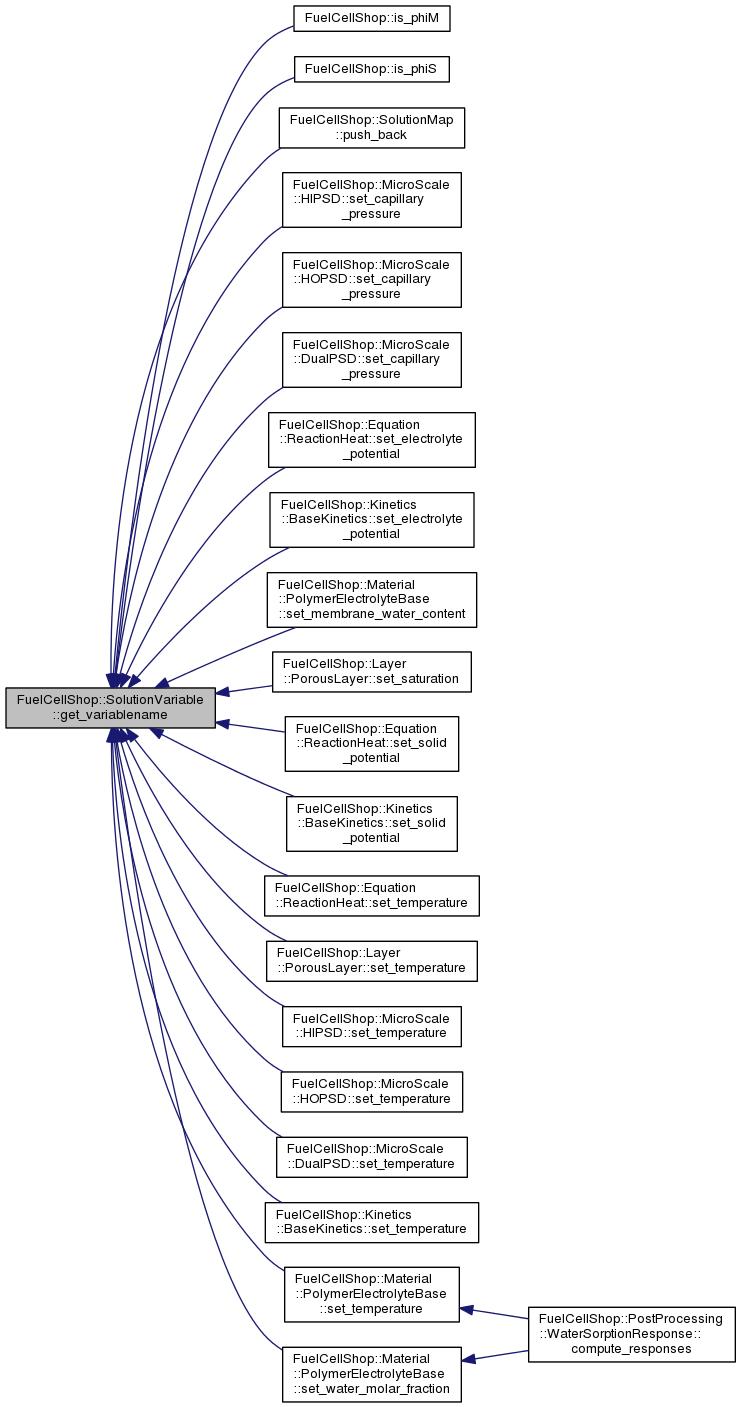 FuelCellShop::is_phiM
FuelCellShop::is_phiS
FuelCellShop::SolutionMap
::push_back
FuelCellShop::MicroScale
::HIPSD::set_capillary
_pressure
FuelCellShop::MicroScale
::HOPSD::set_capillary
_pressure
FuelCellShop::MicroScale
::DualPSD::set_capillary
_pressure
FuelCellShop::Equation
::ReactionHeat::set_electrolyte
_potential
FuelCellShop::Kinetics
::BaseKinetics::set_electrolyte
_potential
FuelCellShop::Material
::PolymerElectrolyteBase
::set_membrane_water_content
FuelCellShop::Layer
::PorousLayer::set_saturation
FuelCellShop::SolutionVariable
::get_variablename
FuelCellShop::Equation
::ReactionHeat::set_solid
_potential
FuelCellShop::Kinetics
::BaseKinetics::set_solid
_potential
FuelCellShop::Equation
::ReactionHeat::set_temperature
FuelCellShop::Layer
::PorousLayer::set_temperature
FuelCellShop::MicroScale
::HIPSD::set_temperature
FuelCellShop::MicroScale
::HOPSD::set_temperature
FuelCellShop::MicroScale
::DualPSD::set_temperature
FuelCellShop::Kinetics
::BaseKinetics::set_temperature
FuelCellShop::Material
::PolymerElectrolyteBase
::set_temperature
FuelCellShop::PostProcessing
::WaterSorptionResponse::
compute_responses
FuelCellShop::Material
::PolymerElectrolyteBase
::set_water_molar_fraction